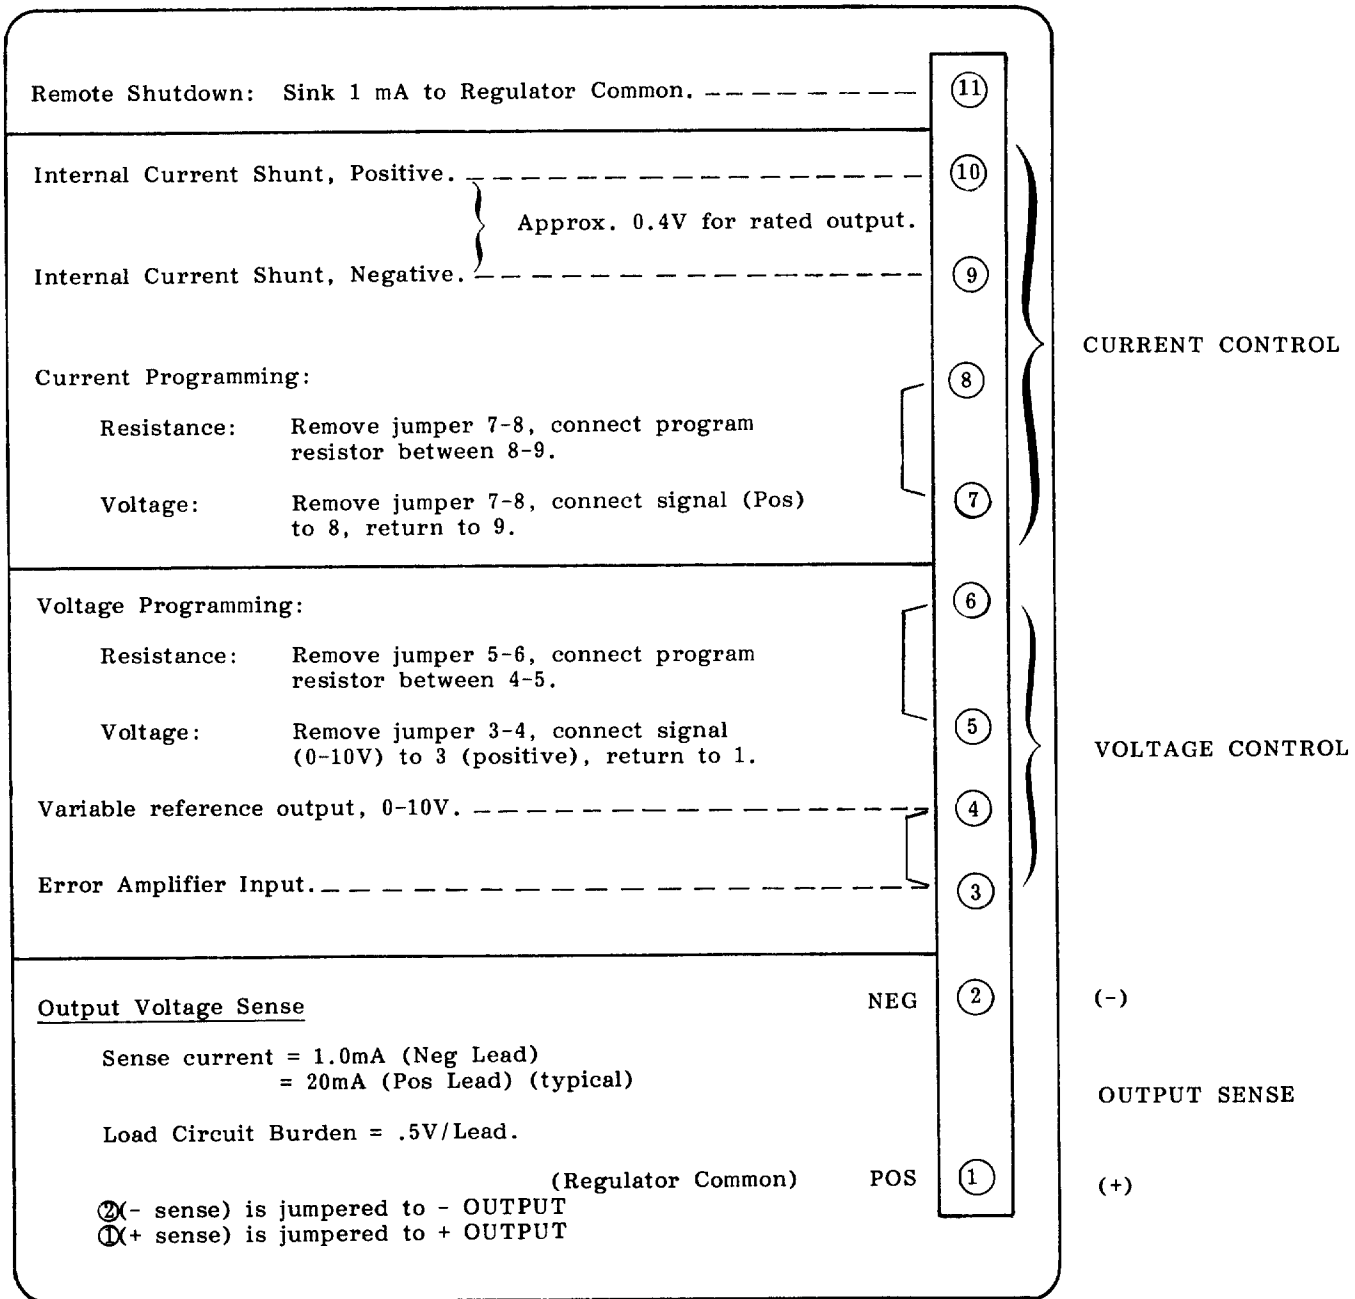 Remote Shutdown: Sink 1 mA to Regulator Common. 11
Internal Current Shunt, Positive. 10
Approx. 0.4V for rated output.
Internal Current Shunt, Negative. 9
CURRENT CONTROL
Current Programming: 8
Resistance: Remove jumper 7-8, connect program
resistor between 8-9.
Voltage: Remove jumper 7-8, connect signal (Pos) 7
to 8, return to 9.
Voltage Programming: 6
Resistance: Remove jumper 5-6, connect program
resistor between 4-5.
Voltage: Remove jumper 3-4, connect signal 5
(0-10V) to 3 (positive), return to 1.
VOLTAGE CONTROL
Variable reference output, 0-10V. 4
Error Amplifier Input. 3
Output Voltage Sense NEG 2 (-)
Sense current = 1.0mA (Neg Lead)
= 20mA (Pos Lead) (typical)
OUTPUT SENSE
Load Circuit Burden = .5V/Lead.
(Regulator Common) POS 1 (+)
②(- sense) is jumpered to - OUTPUT
①(+ sense) is jumpered to + OUTPUT